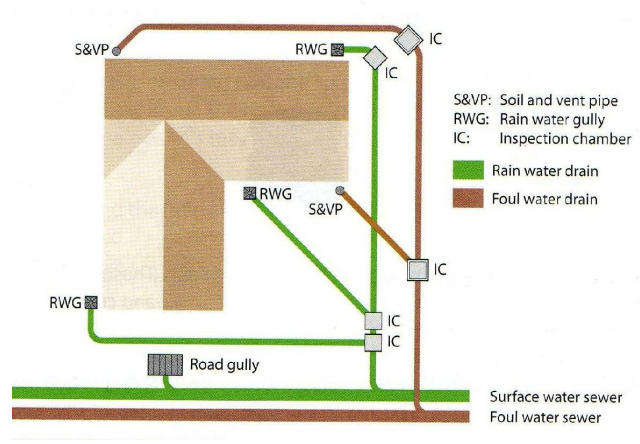 S&VP
RWG
IC
IC
S&VP: Soil and vent pipe
RWG: Rain water gully
IC: Inspection chamber
Rain water drain
Foul water drain
RWG
S&VP
IC
RWG
IC
IC
Road gully
Surface water sewer
Foul water sewer